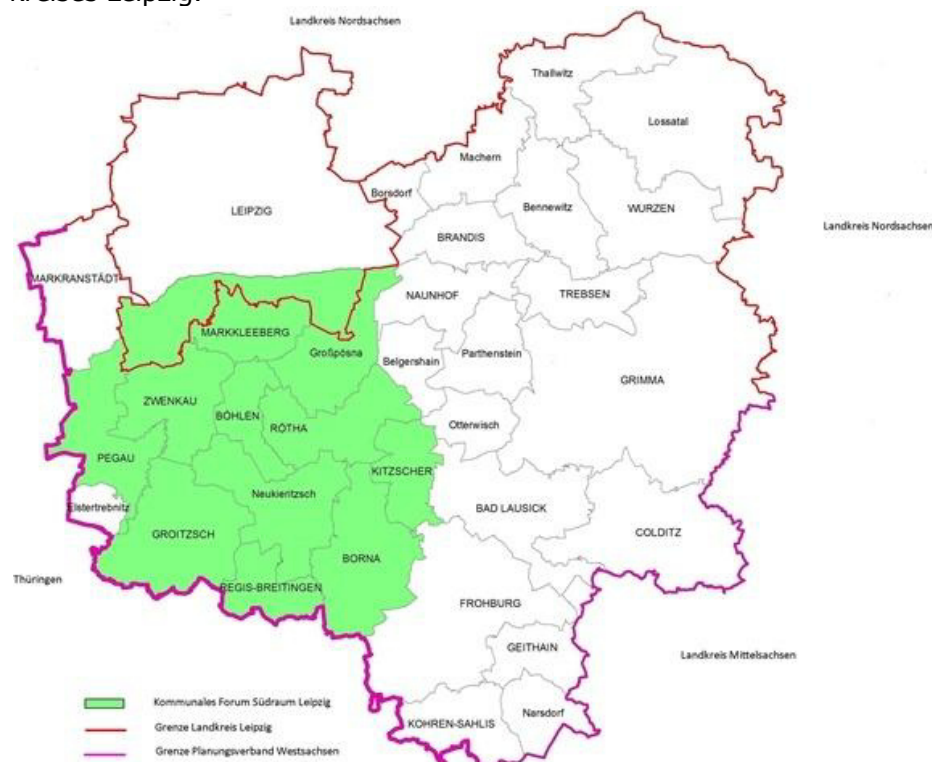 kreises Leipzig.
Landkreis Nordsachsen
Thallwitz
Lossatal
Machern
Borsdorf
Bennewitz
LEIPZIG
WURZEN
Landkreis Nordsachsen
BRANDIS
MARKRANSTÄDT
NAUNHOF
TREBSEN
MARKKLEEBERG
Großpösna
Belgershain
Parthenstein
GRIMMA
ZWENKAU
BÖHLEN
RÖTHA
Otterwisch
PEGAU
KITZSCHER
Elstertrebnitz
Neukieritzsch
BAD LAUSICK
GROITZSCH
COLDITZ
BORNA
Thüringen
REGIS-BREITINGEN
FROHBURG
GEITHAIN
Landkreis Mittelsachsen
Kommunales Forum Südraum Leipzig
Narsdorf
KOHREN-SAHLIS
Grenze Landkreis Leipzig
Grenze Planungsverband Westsachsen